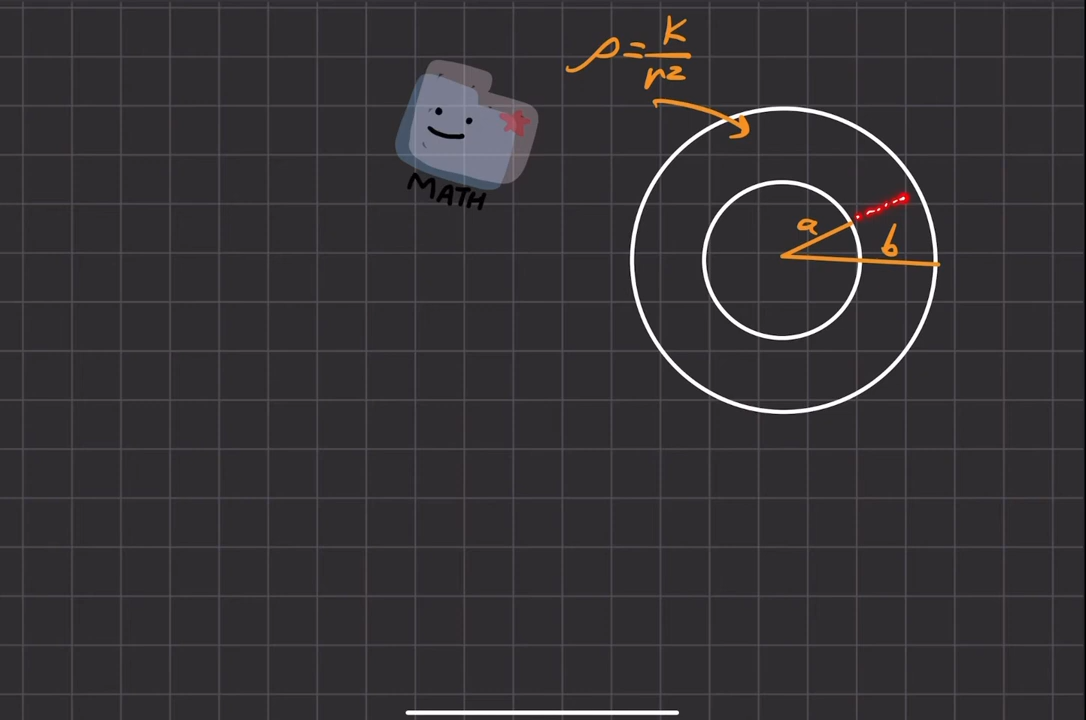 ρ = K/r²
MATH
a
b